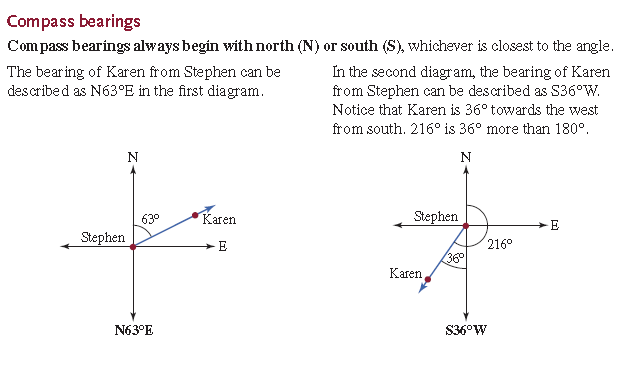 Compass bearings
Compass bearings always begin with north (N) or south (S), whichever is closest to the angle.
The bearing of Karen from Stephen can be
described as N63°E in the first diagram.
In the second diagram, the bearing of Karen
from Stephen can be described as S36°W.
Notice that Karen is 36° towards the west
from south. 216° is 36° more than 180°.
N
63°
Karen
Stephen
E
N63°E
N
Stephen
E
216°
36°
Karen
S36°W